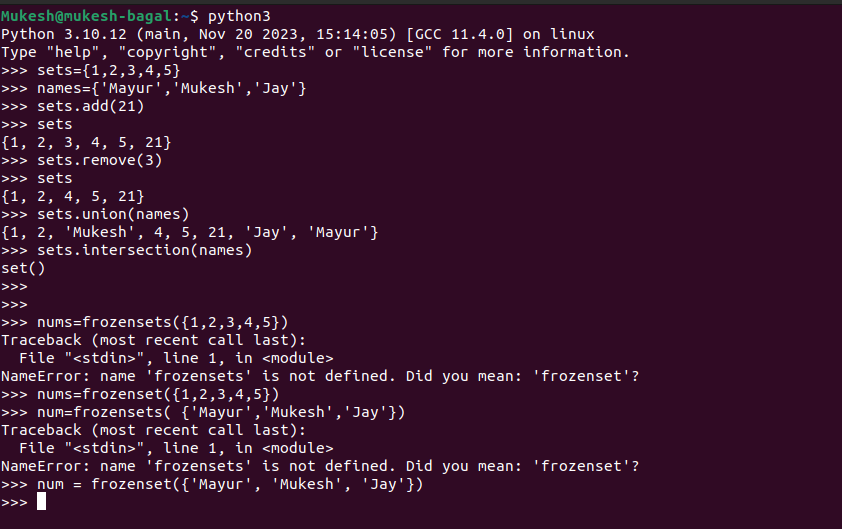 Mukesh@mukesh-bagal:~$ python3
Python 3.10.12 (main, Nov 20 2023, 15:14:05) [GCC 11.4.0] on linux
Type "help", "copyright", "credits" or "license" for more information.
>>> sets={1,2,3,4,5}
>>> names={'Mayur','Mukesh','Jay'}
>>> sets.add(21)
>>> sets
{1, 2, 3, 4, 5, 21}
>>> sets.remove(3)
>>> sets
{1, 2, 4, 5, 21}
>>> sets.union(names)
{1, 2, 'Mukesh', 4, 5, 21, 'Jay', 'Mayur'}
>>> sets.intersection(names)
set()
>>>
>>>
>>> nums=frozensets({1,2,3,4,5})
Traceback (most recent call last):
  File "<stdin>", line 1, in <module>
NameError: name 'frozensets' is not defined. Did you mean: 'frozenset'?
>>> nums=frozenset({1,2,3,4,5})
>>> num=frozensets( {'Mayur','Mukesh','Jay'})
Traceback (most recent call last):
  File "<stdin>", line 1, in <module>
NameError: name 'frozensets' is not defined. Did you mean: 'frozenset'?
>>> num = frozenset({'Mayur', 'Mukesh', 'Jay'})
>>>